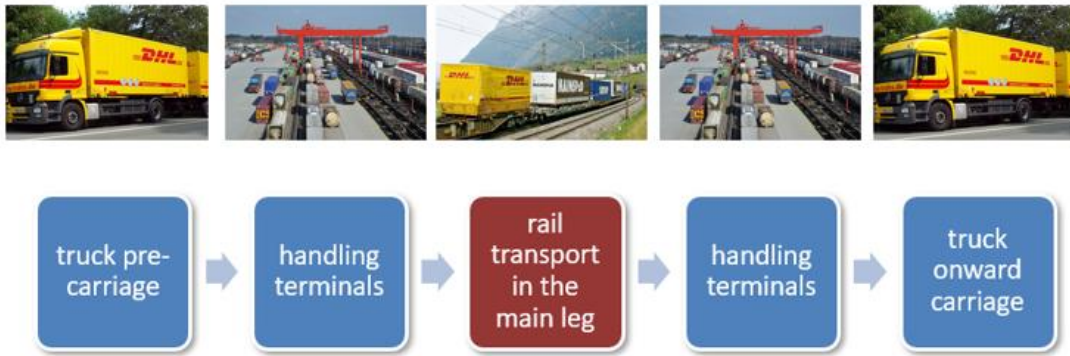 DHL
DHL
DHL
truck pre-
carriage
handling
terminals
rail
transport
in the
main leg
handling
terminals
truck
onward
carriage